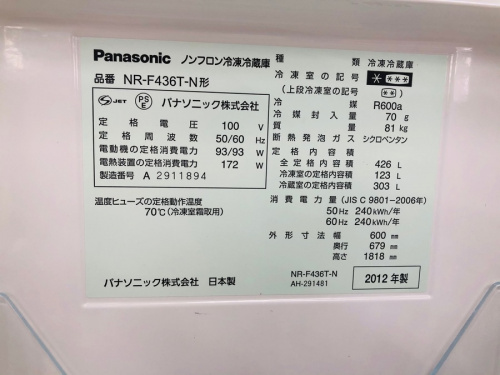 Panasonic ノンフロン冷凍冷蔵庫
品番 NR-F436T-N形
S JET PS E パナソニック株式会社
定格電圧 100 V
定格周波数 50/60 Hz
電動機の定格消費電力 93/93 W
電熱装置の定格消費電力 172 W
製造番号 A 2911894
温度ヒューズの定格動作温度
70℃(冷凍室霜取用)
パナソニック株式会社 日本製
種類 冷凍冷蔵庫
冷凍室の記号 ****
(上段冷凍室の記号) **
冷媒 R600a
冷媒封入量 70 g
質量 81 kg
断熱発泡ガス シクロペンタン
定格内容積
全定格内容積 426 L
冷凍室の定格内容積 123 L
冷蔵室の定格内容積 303 L
消費電力量(JIS C 9801-2006年)
50Hz 240kWh/年
60Hz 240kWh/年
外形寸法 幅 600 mm
奥行 679 mm
高さ 1818 mm
NR-F436T-N
AH-291481
2012年製